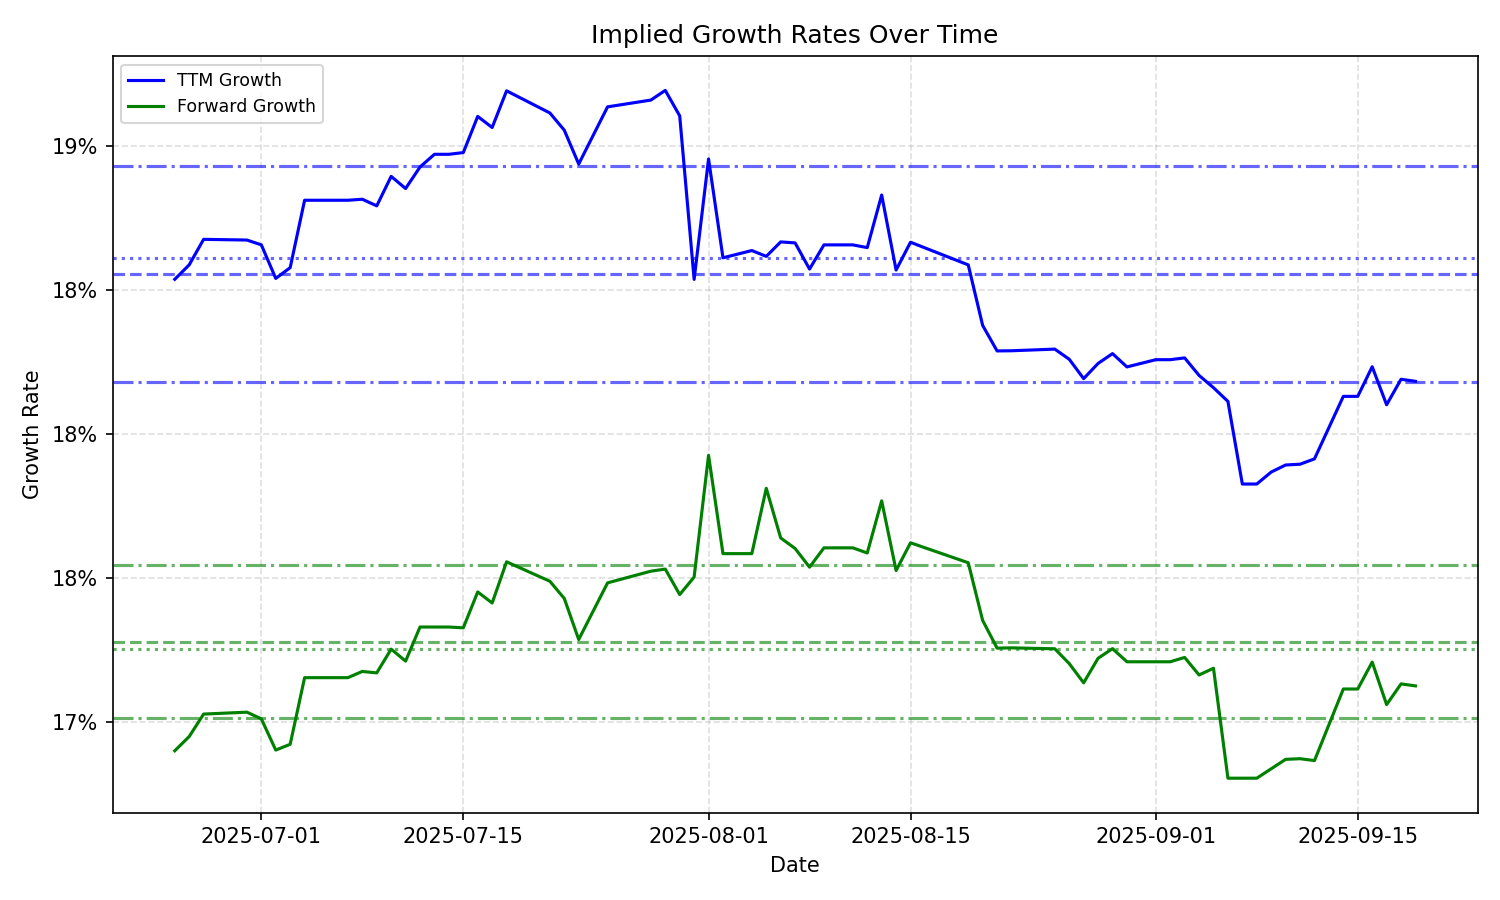 Implied Growth Rates Over Time
TTM Growth
Forward Growth
19%
18%
18%
18%
17%
Growth Rate
2025-07-01
2025-07-15
2025-08-01
2025-08-15
2025-09-01
2025-09-15
Date